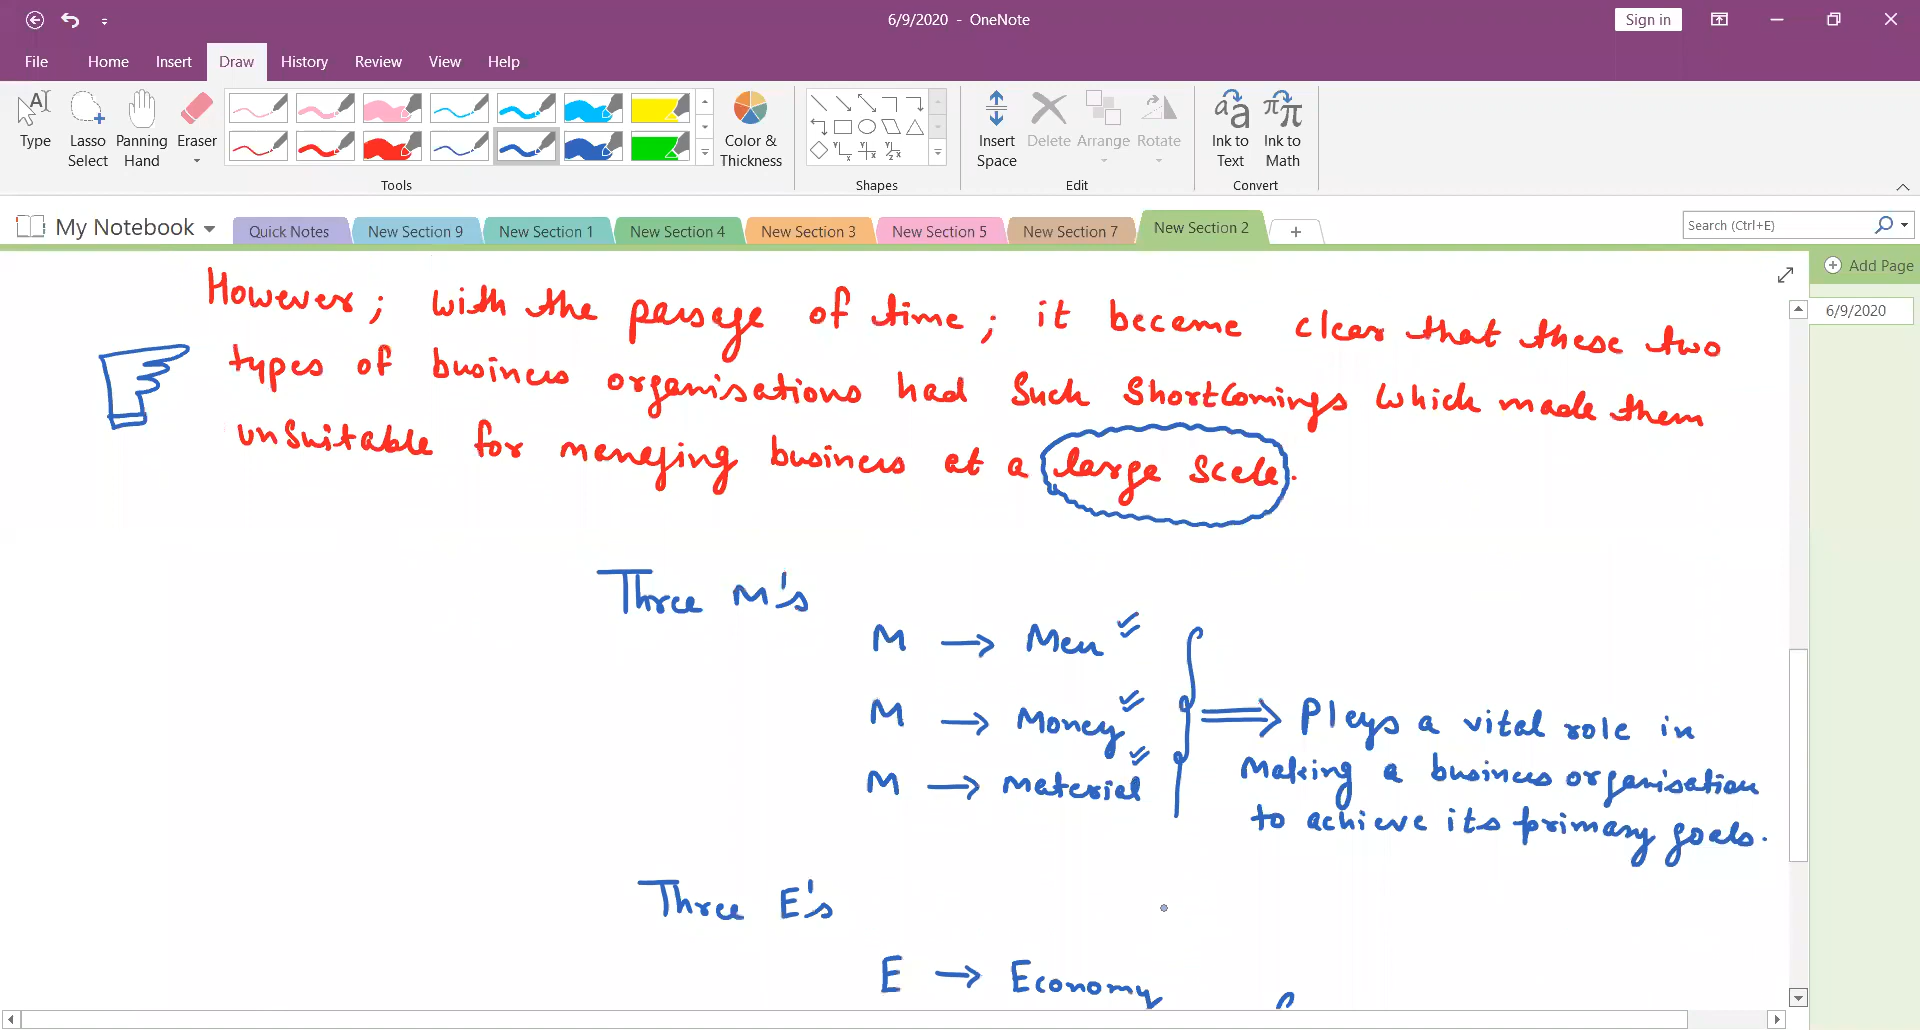 6/9/2020 - OneNote
Sign in
File Home Insert Draw History Review View Help
Type
Lasso Select
Panning Hand
Eraser
Color & Thickness
Insert Space
Delete
Arrange
Rotate
Ink to Text
Ink to Math
Tools Shapes Edit Convert
My Notebook
Quick Notes New Section 9 New Section 1 New Section 4 New Section 3 New Section 5 New Section 7 New Section 2 +
Search (Ctrl+E)
Add Page
6/9/2020
However; with the passage of time; it became clear that these two
types of business organisations had such shortcomings which made them
unsuitable for managing business at a large scale.
Three M's
M → Men
M → Money
M → Material
⇒ Plays a vital role in
making a business organisation
to achieve its primary goals.
Three E's
E → Economy